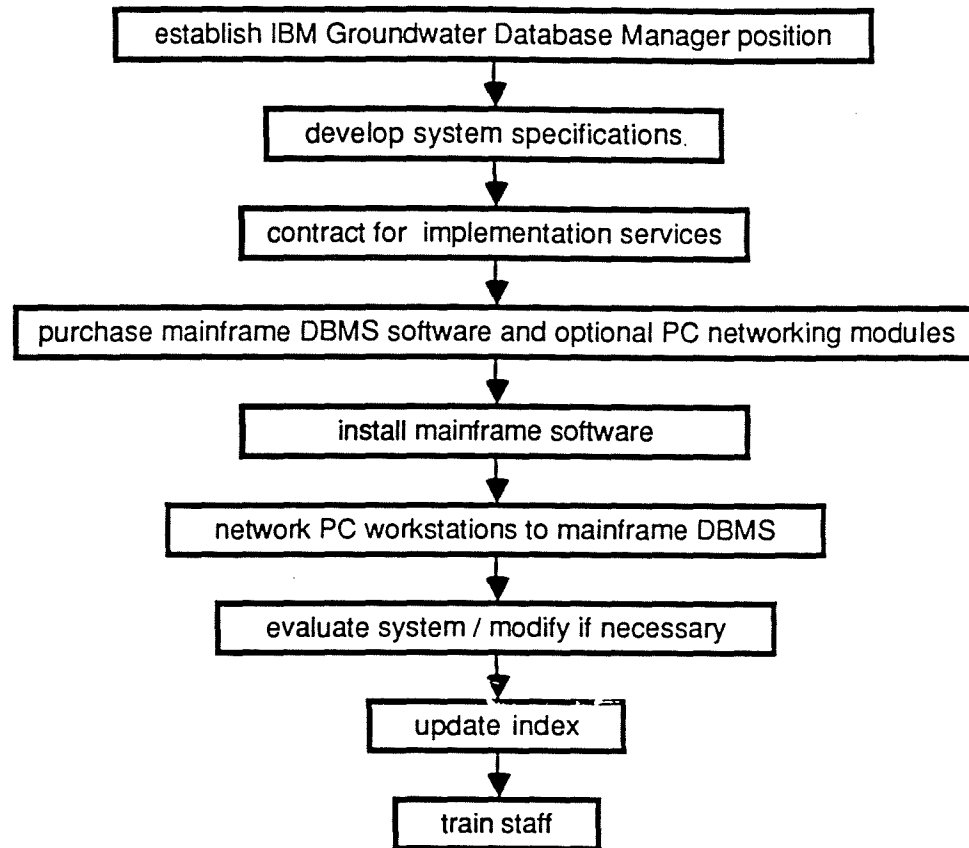 establish IBM Groundwater Database Manager position
develop system specifications.
contract for implementation services
purchase mainframe DBMS software and optional PC networking modules
install mainframe software
network PC workstations to mainframe DBMS
evaluate system / modify if necessary
update index
train staff